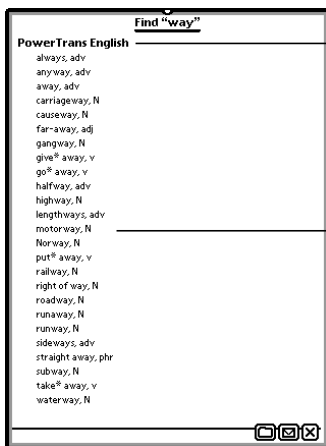 Find “way”
PowerTrans English
always, adv
anyway, adv
away, adv
carriageway, N
causeway, N
far-away, adj
gangway, N
give* away, v
go* away, v
halfway, adv
highway, N
lengthways, adv
motorway, N
Norway, N
put* away, v
railway, N
right of way, N
roadway, N
runaway, N
runway, N
sideways, adv
straight away, phr
subway, N
take* away, v
waterway, N